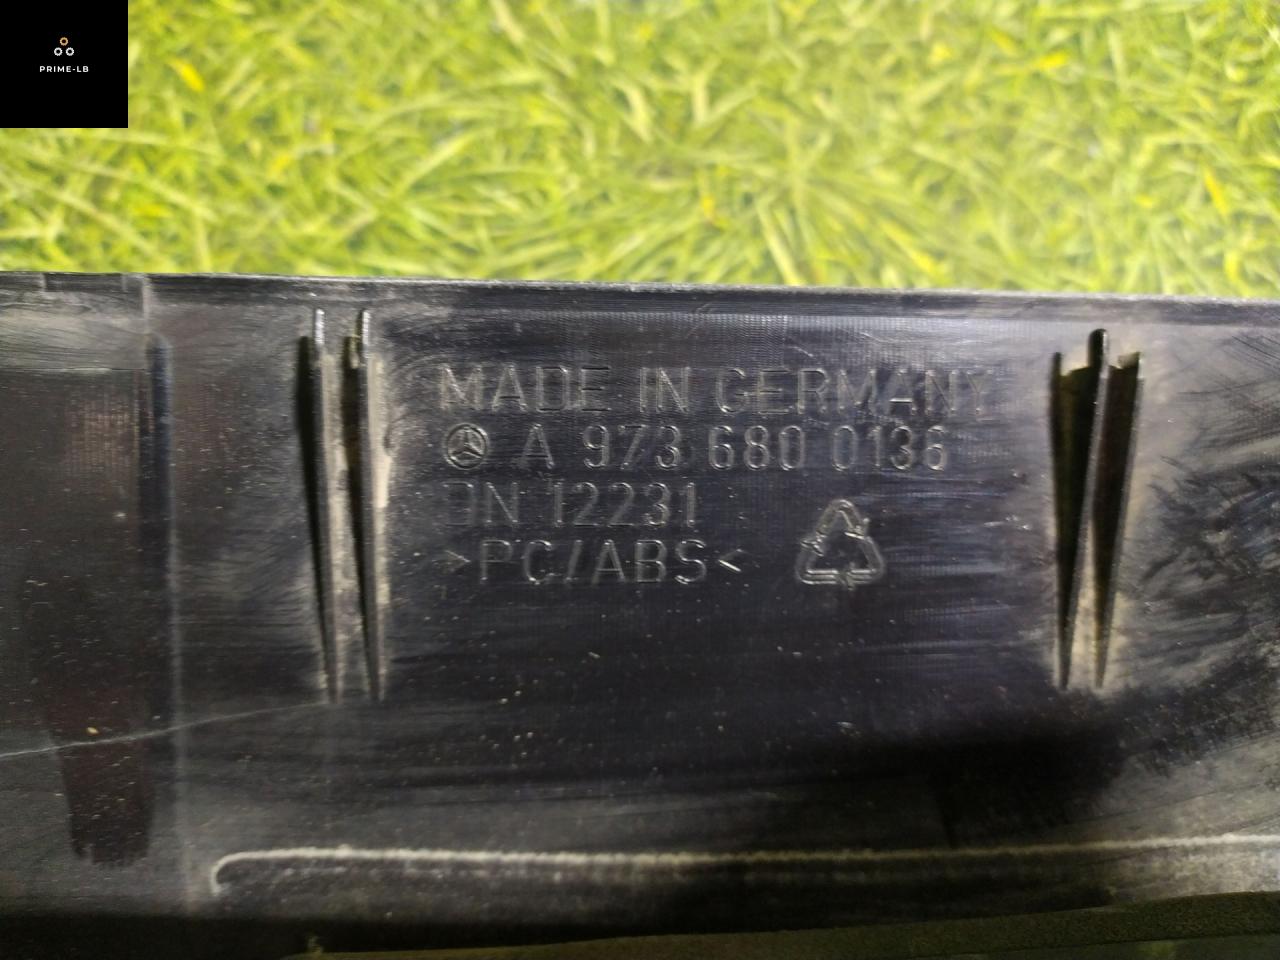 PRIME-LB
MADE IN GERMANY
A 973 680 0136
DN 12231
>PC/ABS<